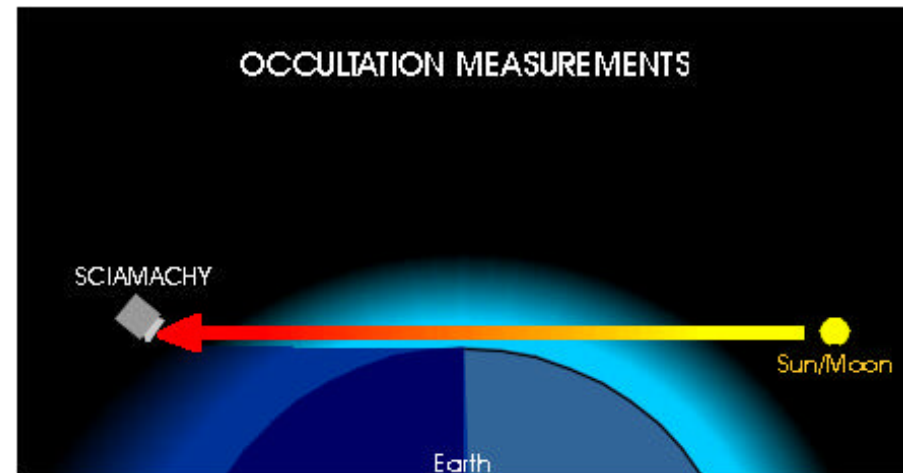 OCCULTATION MEASUREMENTS
SCIAMACHY
Sun/Moon
Earth